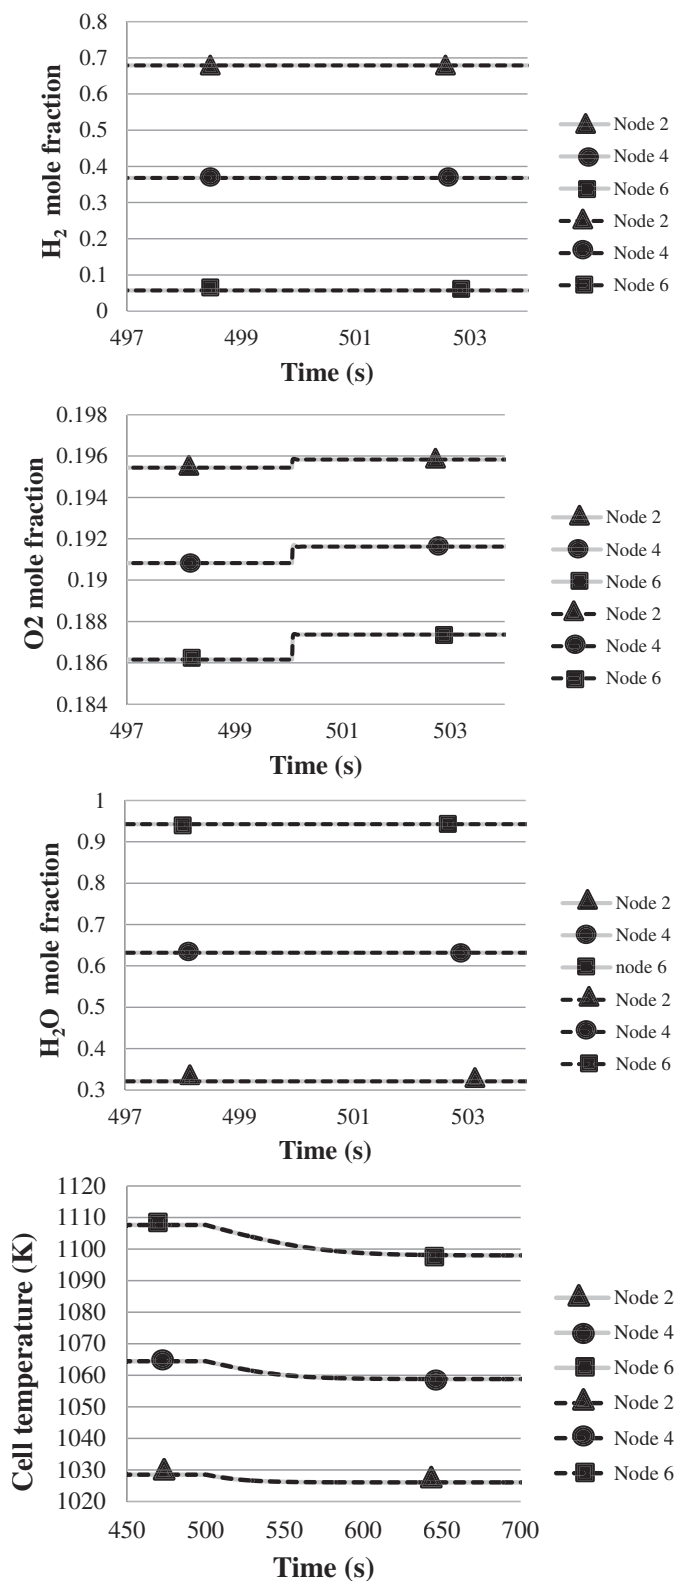 0.8
0.7
0.6
0.5
0.4
0.3
0.2
0.1
0
H2 mole fraction
497 499 501 503
Time (s)
Node 2
Node 4
Node 6
Node 2
Node 4
Node 6
0.198
0.196
0.194
0.192
0.19
0.188
0.186
0.184
O2 mole fraction
497 499 501 503
Time (s)
Node 2
Node 4
Node 6
Node 2
Node 4
Node 6
1
0.9
0.8
0.7
0.6
0.5
0.4
0.3
H2O mole fraction
497 499 501 503
Time (s)
Node 2
Node 4
node 6
Node 2
Node 4
Node 6
1120
1110
1100
1090
1080
1070
1060
1050
1040
1030
1020
Cell temperature (K)
450 500 550 600 650 700
Time (s)
Node 2
Node 4
Node 6
Node 2
Node 4
Node 6